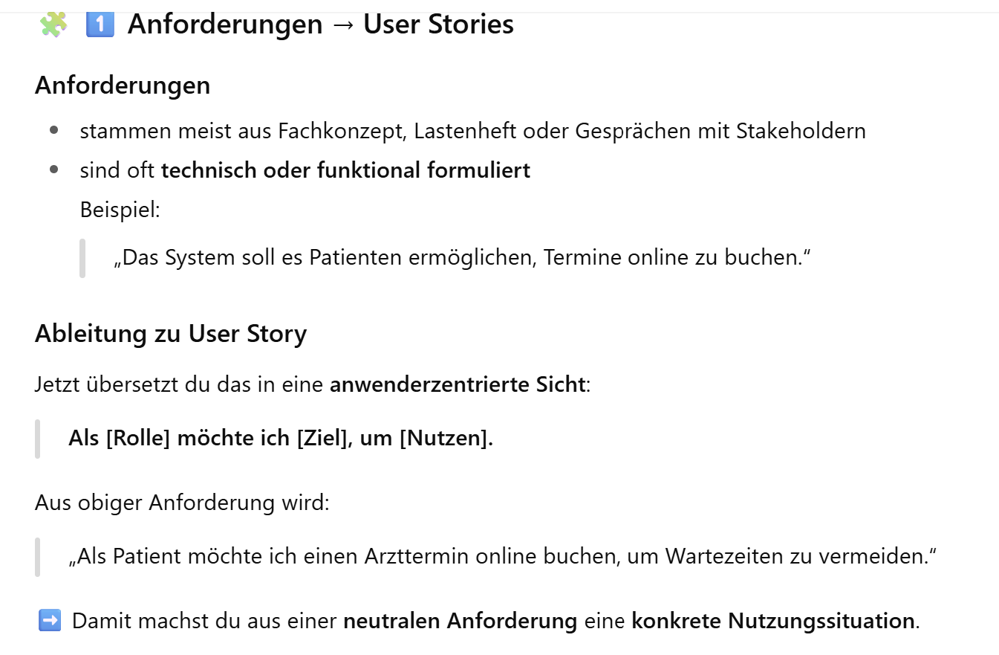 🧩 1️⃣ Anforderungen → User Stories
Anforderungen
• stammen meist aus Fachkonzept, Lastenheft oder Gesprächen mit Stakeholdern
• sind oft technisch oder funktional formuliert
Beispiel:
„Das System soll es Patienten ermöglichen, Termine online zu buchen.“
Ableitung zu User Story
Jetzt übersetzt du das in eine anwenderzentrierte Sicht:
Als [Rolle] möchte ich [Ziel], um [Nutzen].
Aus obiger Anforderung wird:
„Als Patient möchte ich einen Arzttermin online buchen, um Wartezeiten zu vermeiden.“
➡️ Damit machst du aus einer neutralen Anforderung eine konkrete Nutzungssituation.